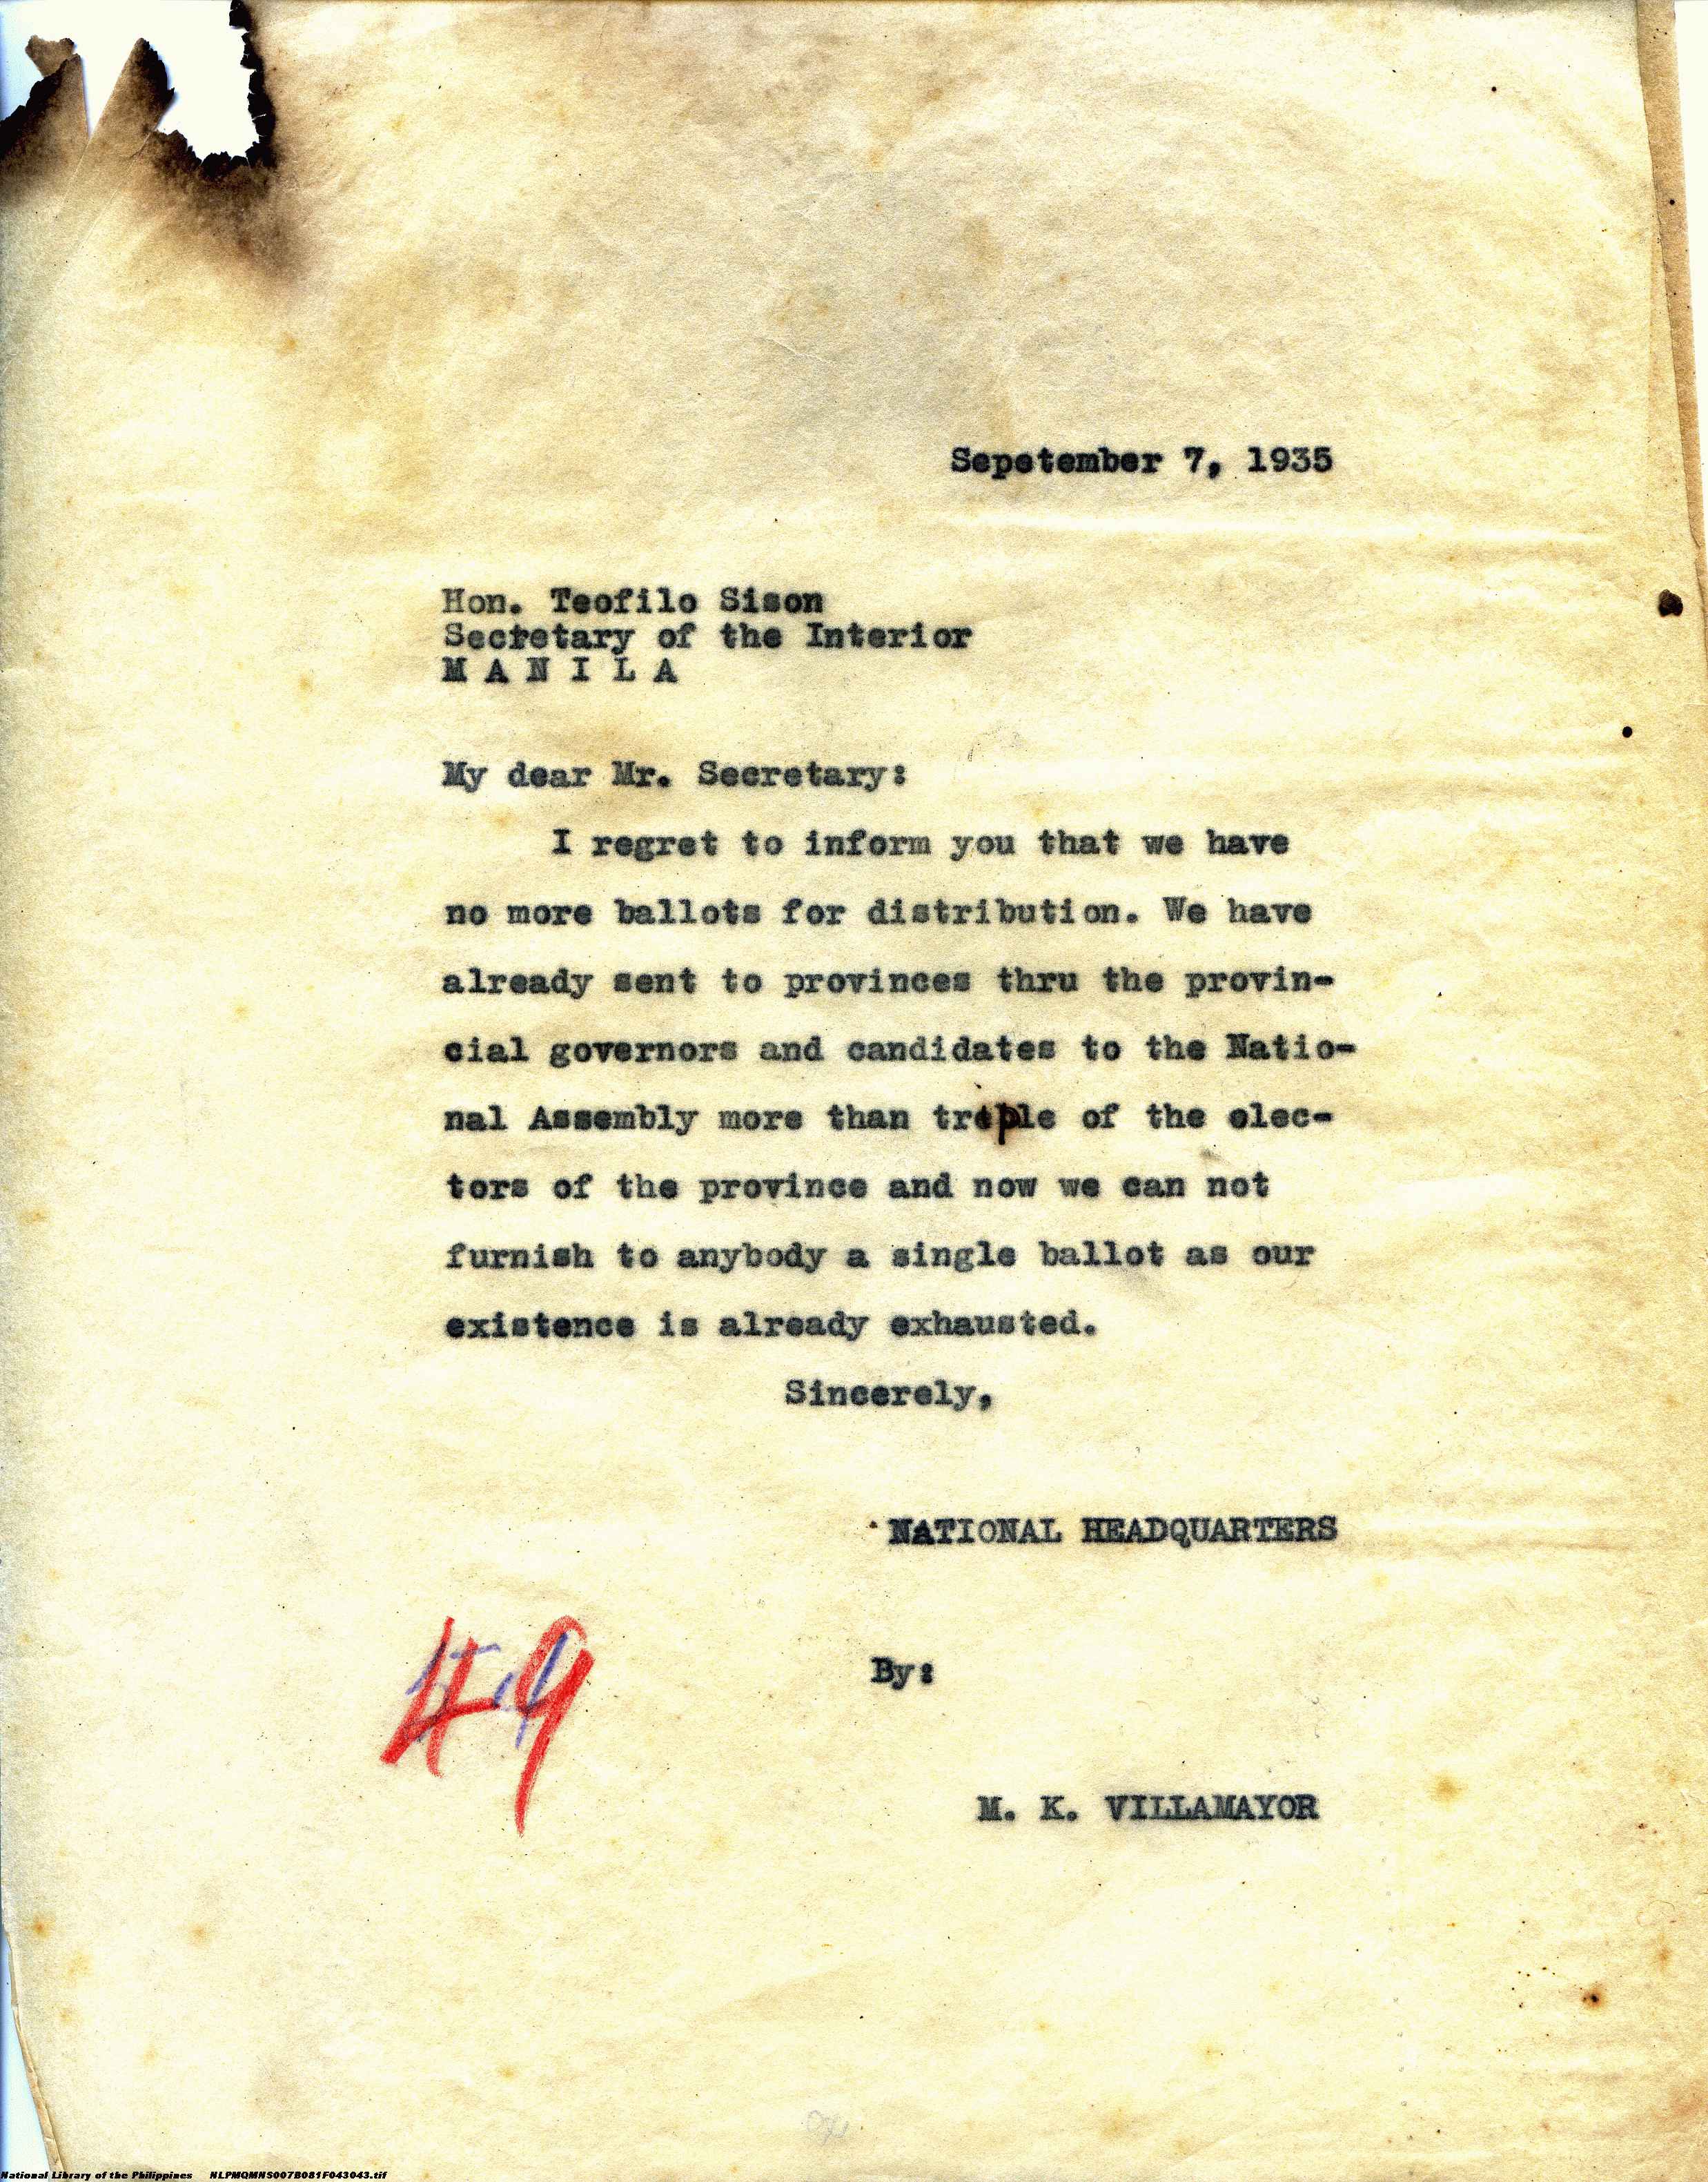 Sepetember 7, 1935
Hon. Teofilo Sison
Secretary of the Interior
M A N I L A
My dear Mr. Secretary:
I regret to inform you that we have
no more ballots for distribution. We have
already sent to provinces thru the provin-
cial governors and candidates to the Natio-
nal Assembly more than triple of the elec-
tors of the province and now we can not
furnish to anybody a single ballot as our
existence is already exhausted.
Sincerely,
NATIONAL HEADQUARTERS
By:
M. K. VILLAMAYOR
49
National Library of the Philippines NLPMQMNS007B081F043043.tif